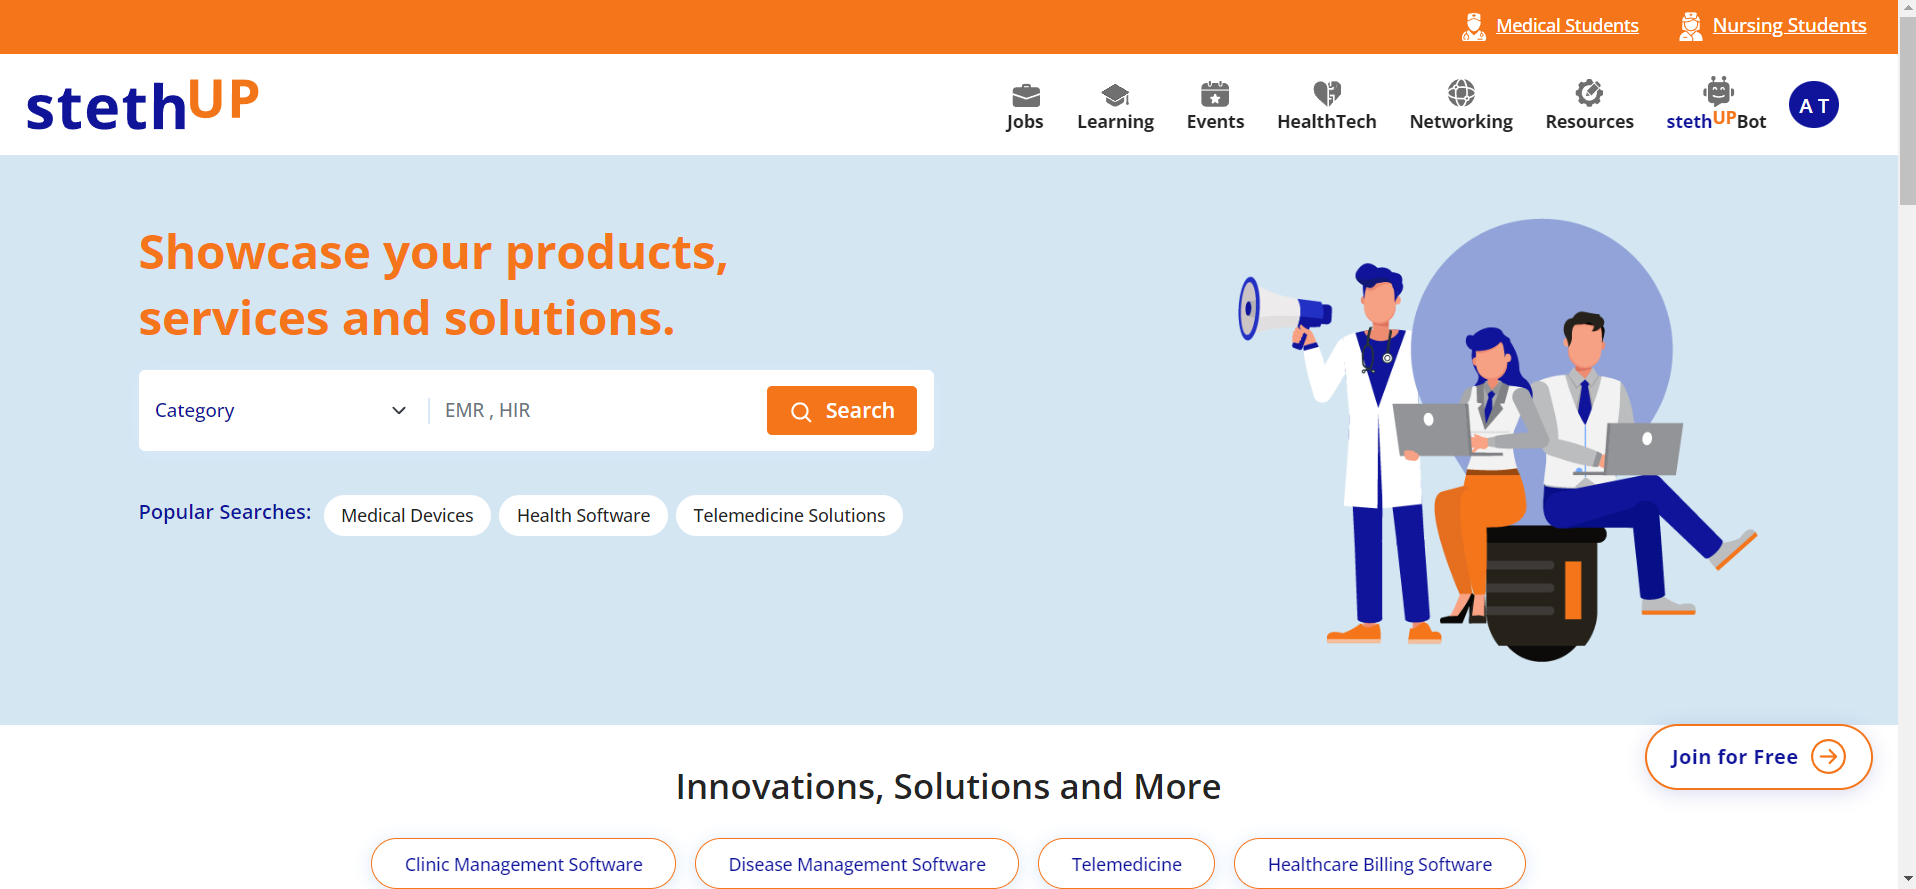 Medical Students Nursing Students
stethUP
Jobs Learning Events HealthTech Networking Resources stethUPBot A T
Showcase your products,
services and solutions.
Category EMR , HIR Search
Popular Searches: Medical Devices Health Software Telemedicine Solutions
Join for Free
Innovations, Solutions and More
Clinic Management Software Disease Management Software Telemedicine Healthcare Billing Software